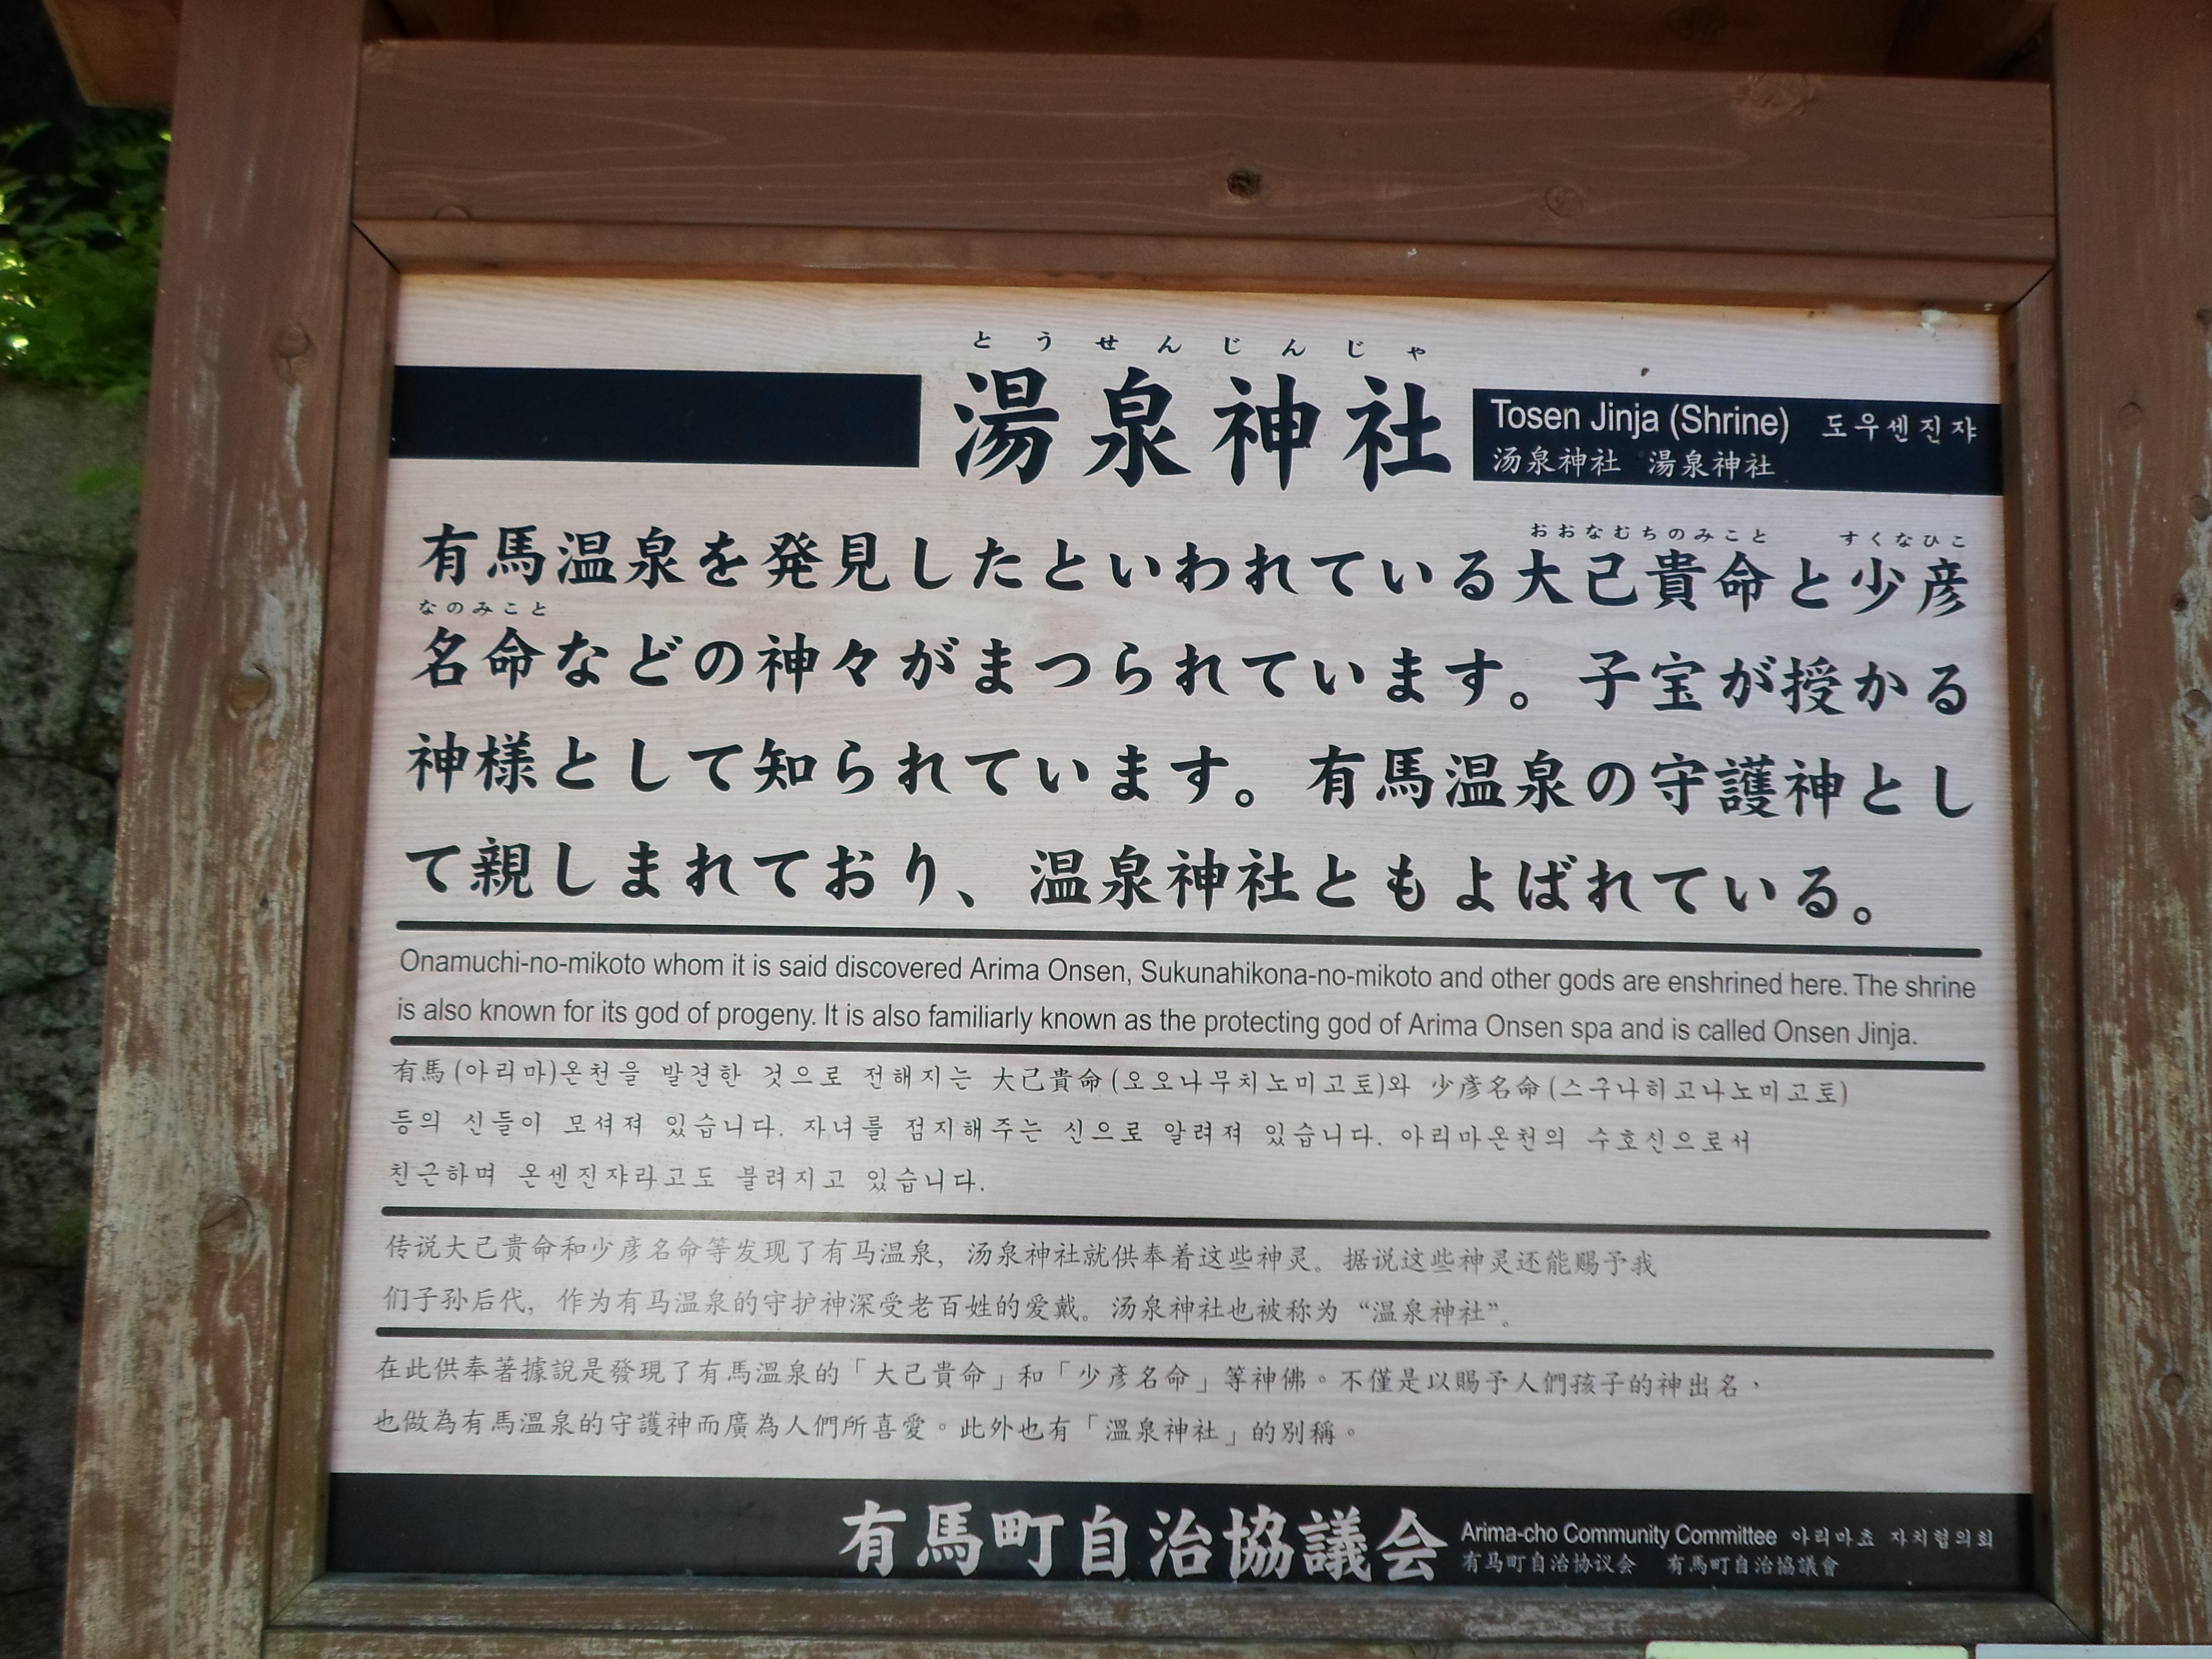 とうせんじんじゃ
湯泉神社
Tosen Jinja (Shrine) 도우센진쟈
汤泉神社 湯泉神社
おおなむちのみこと すくなひこ
有馬温泉を発見したといわれている大己貴命と少彦
なのみこと
名命などの神々がまつられています。子宝が授かる
神様として知られています。有馬温泉の守護神とし
て親しまれており、温泉神社ともよばれている。
Onamuchi-no-mikoto whom it is said discovered Arima Onsen, Sukunahikona-no-mikoto and other gods are enshrined here. The shrine
is also known for its god of progeny. It is also familiarly known as the protecting god of Arima Onsen spa and is called Onsen Jinja.
有馬(아리마)온천을 발견한 것으로 전해지는 大己貴命(오오나무치노미고토)와 少彦名命(스구나히고나노미고토)
등의 신들이 모셔져 있습니다. 자녀를 점지해주는 신으로 알려져 있습니다. 아리마온천의 수호신으로서
친근하며 온센진쟈라고도 불려지고 있습니다.
传说大己贵命和少彦名命等发现了有马温泉，汤泉神社就供奉着这些神灵。据说这些神灵还能赐予我
们子孙后代，作为有马温泉的守护神深受老百姓的爱戴。汤泉神社也被称为“温泉神社”。
在此供奉著據說是發現了有馬溫泉的「大己貴命」和「少彥名命」等神佛。不僅是以賜予人們孩子的神出名，
也做為有馬溫泉的守護神而廣為人們所喜愛。此外也有「溫泉神社」的別稱。
有馬町自治協議会
Arima-cho Community Committee 아리마쵸 자치협의회
有马町自治协议会 有馬町自治協議會